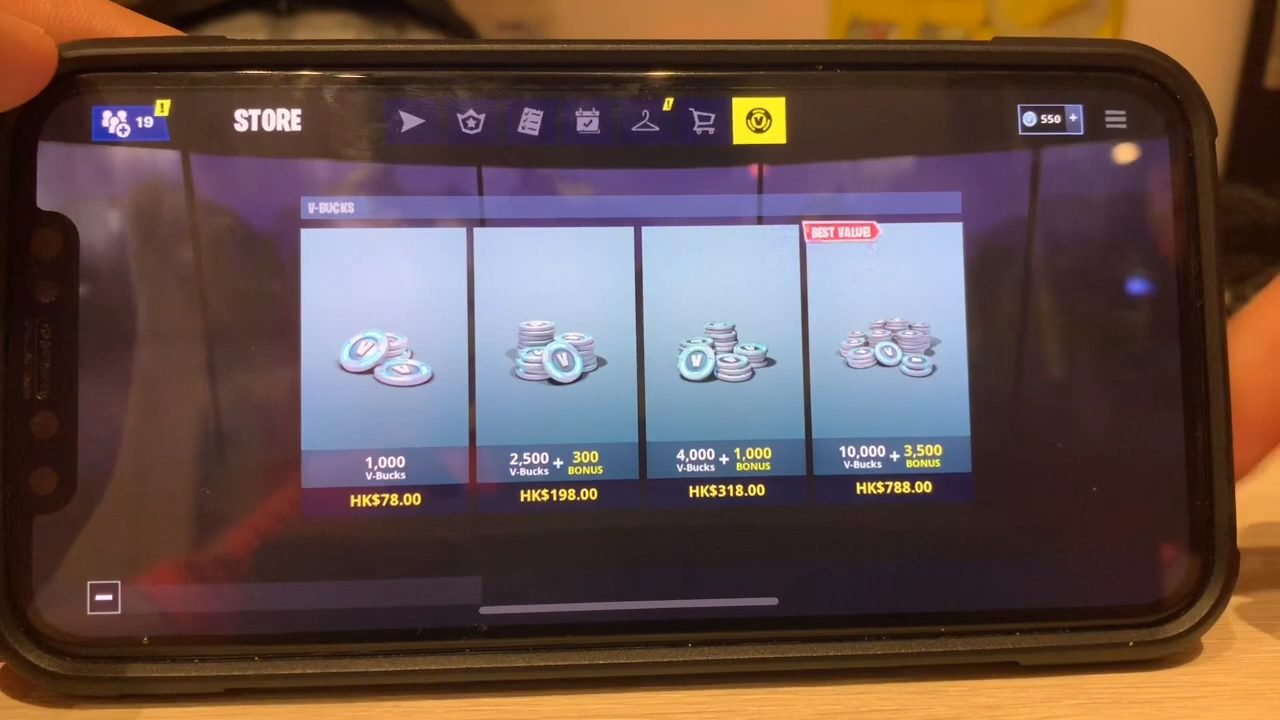 19
!
STORE
!
550 +
V-BUCKS
BEST VALUE!
1,000
V-Bucks
HK$78.00
2,500 + 300
V-Bucks BONUS
HK$198.00
4,000 + 1,000
V-Bucks BONUS
HK$318.00
10,000 + 3,500
V-Bucks BONUS
HK$788.00